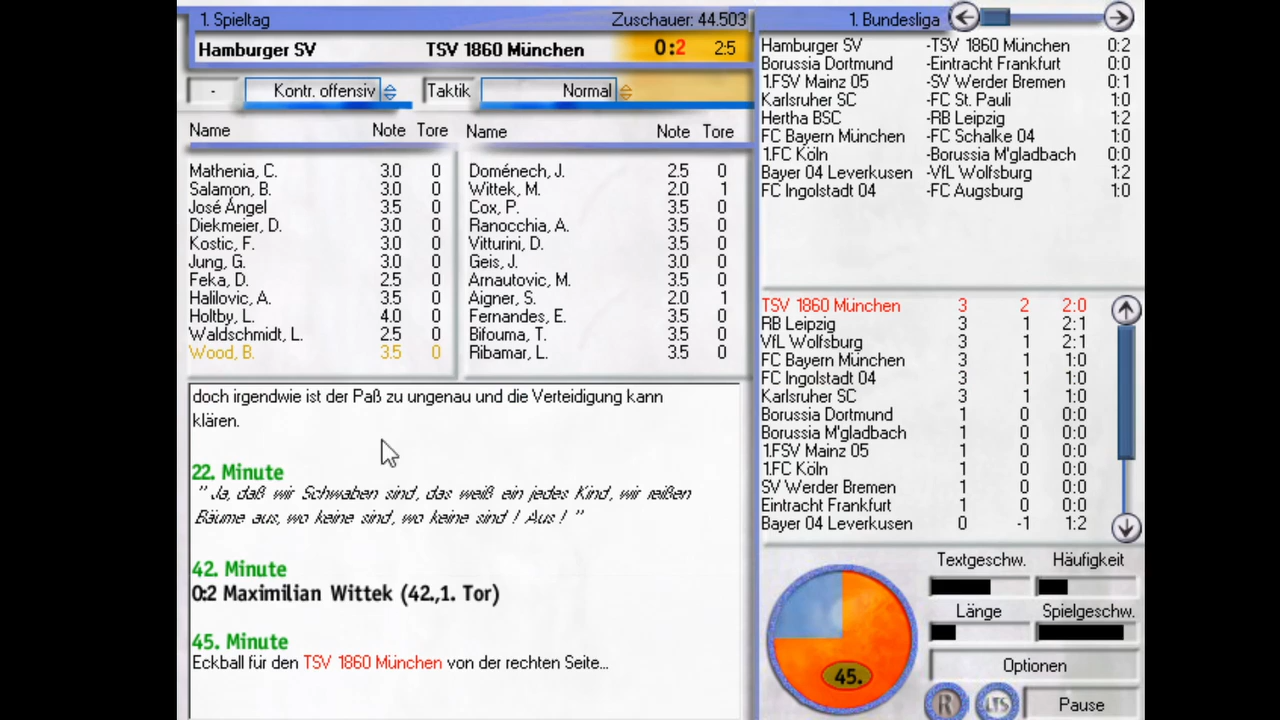 1. Spieltag Zuschauer: 44.503
Hamburger SV TSV 1860 München 0:2 2:5
- Kontr. offensiv Taktik Normal
Name Note Tore Name Note Tore
Mathenia, C. 3.0 0 Doménech, J. 2.5 0
Salamon, B. 3.0 0 Wittek, M. 2.0 1
José Ángel 3.5 0 Cox, P. 3.5 0
Diekmeier, D. 3.0 0 Ranocchia, A. 3.5 0
Kostic, F. 3.0 0 Vitturini, D. 3.5 0
Jung, G. 3.0 0 Geis, J. 3.0 0
Feka, D. 2.5 0 Arnautovic, M. 3.5 0
Halilovic, A. 3.5 0 Aigner, S. 2.0 1
Holtby, L. 4.0 0 Fernandes, E. 3.5 0
Waldschmidt, L. 2.5 0 Bifouma, T. 3.5 0
Wood, B. 3.5 0 Ribamar, L. 3.5 0
doch irgendwie ist der Paß zu ungenau und die Verteidigung kann
klären.
22. Minute
" Ja, daß wir Schwaben sind, das weiß ein jedes Kind, wir reißen
Bäume aus, wo keine sind, wo keine sind ! Aus ! "
42. Minute
0:2 Maximilian Wittek (42.,1. Tor)
45. Minute
Eckball für den TSV 1860 München von der rechten Seite...
1. Bundesliga
Hamburger SV -TSV 1860 München 0:2
Borussia Dortmund -Eintracht Frankfurt 0:0
1.FSV Mainz 05 -SV Werder Bremen 0:1
Karlsruher SC -FC St. Pauli 1:0
Hertha BSC -RB Leipzig 1:2
FC Bayern München -FC Schalke 04 1:0
1.FC Köln -Borussia M'gladbach 0:0
Bayer 04 Leverkusen -VfL Wolfsburg 1:2
FC Ingolstadt 04 -FC Augsburg 1:0
TSV 1860 München 3 2 2:0
RB Leipzig 3 1 2:1
VfL Wolfsburg 3 1 2:1
FC Bayern München 3 1 1:0
FC Ingolstadt 04 3 1 1:0
Karlsruher SC 3 1 1:0
Borussia Dortmund 1 0 0:0
Borussia M'gladbach 1 0 0:0
1.FSV Mainz 05 1 0 0:0
1.FC Köln 1 0 0:0
SV Werder Bremen 1 0 0:0
Eintracht Frankfurt 1 0 0:0
Bayer 04 Leverkusen 0 -1 1:2
Textgeschw. Häufigkeit
Länge Spielgeschw.
45.
Optionen
R LTS Pause